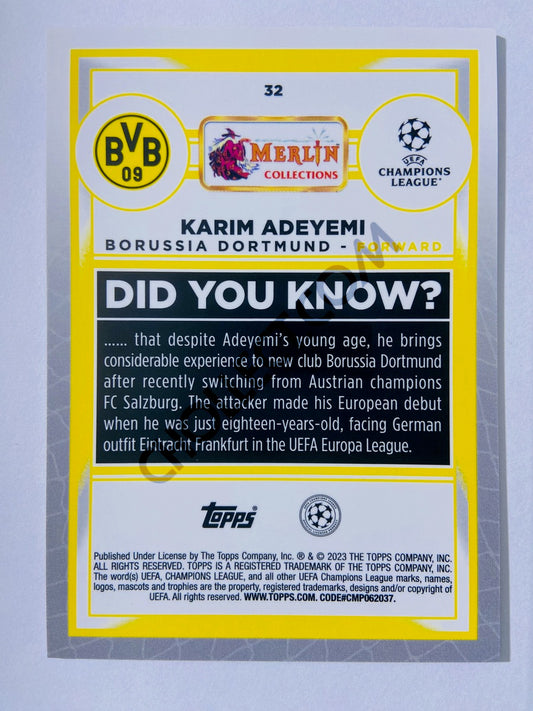 32
BVB
09
MERLIN
COLLECTIONS
UEFA
CHAMPIONS
LEAGUE®
KARIM ADEYEMI
BORUSSIA DORTMUND - FORWARD
DID YOU KNOW?
...... that despite Adeyemi's young age, he brings
considerable experience to new club Borussia Dortmund
after recently switching from Austrian champions
FC Salzburg. The attacker made his European debut
when he was just eighteen-years-old, facing German
outfit Eintracht Frankfurt in the UEFA Europa League.
Topps
Published Under License by The Topps Company, Inc. ® & © 2023 THE TOPPS COMPANY, INC.
ALL RIGHTS RESERVED. TOPPS IS A REGISTERED TRADEMARK OF THE TOPPS COMPANY, INC.
The word(s) UEFA, CHAMPIONS LEAGUE, and all other UEFA Champions League marks, names,
logos, mascots and trophies are the property, registered trademarks, designs and/or copyright of
UEFA. All rights reserved. WWW.TOPPS.COM. CODE#CMP062037.